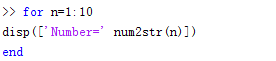 >> for n=1:10
disp(['Number=' num2str(n)])
end